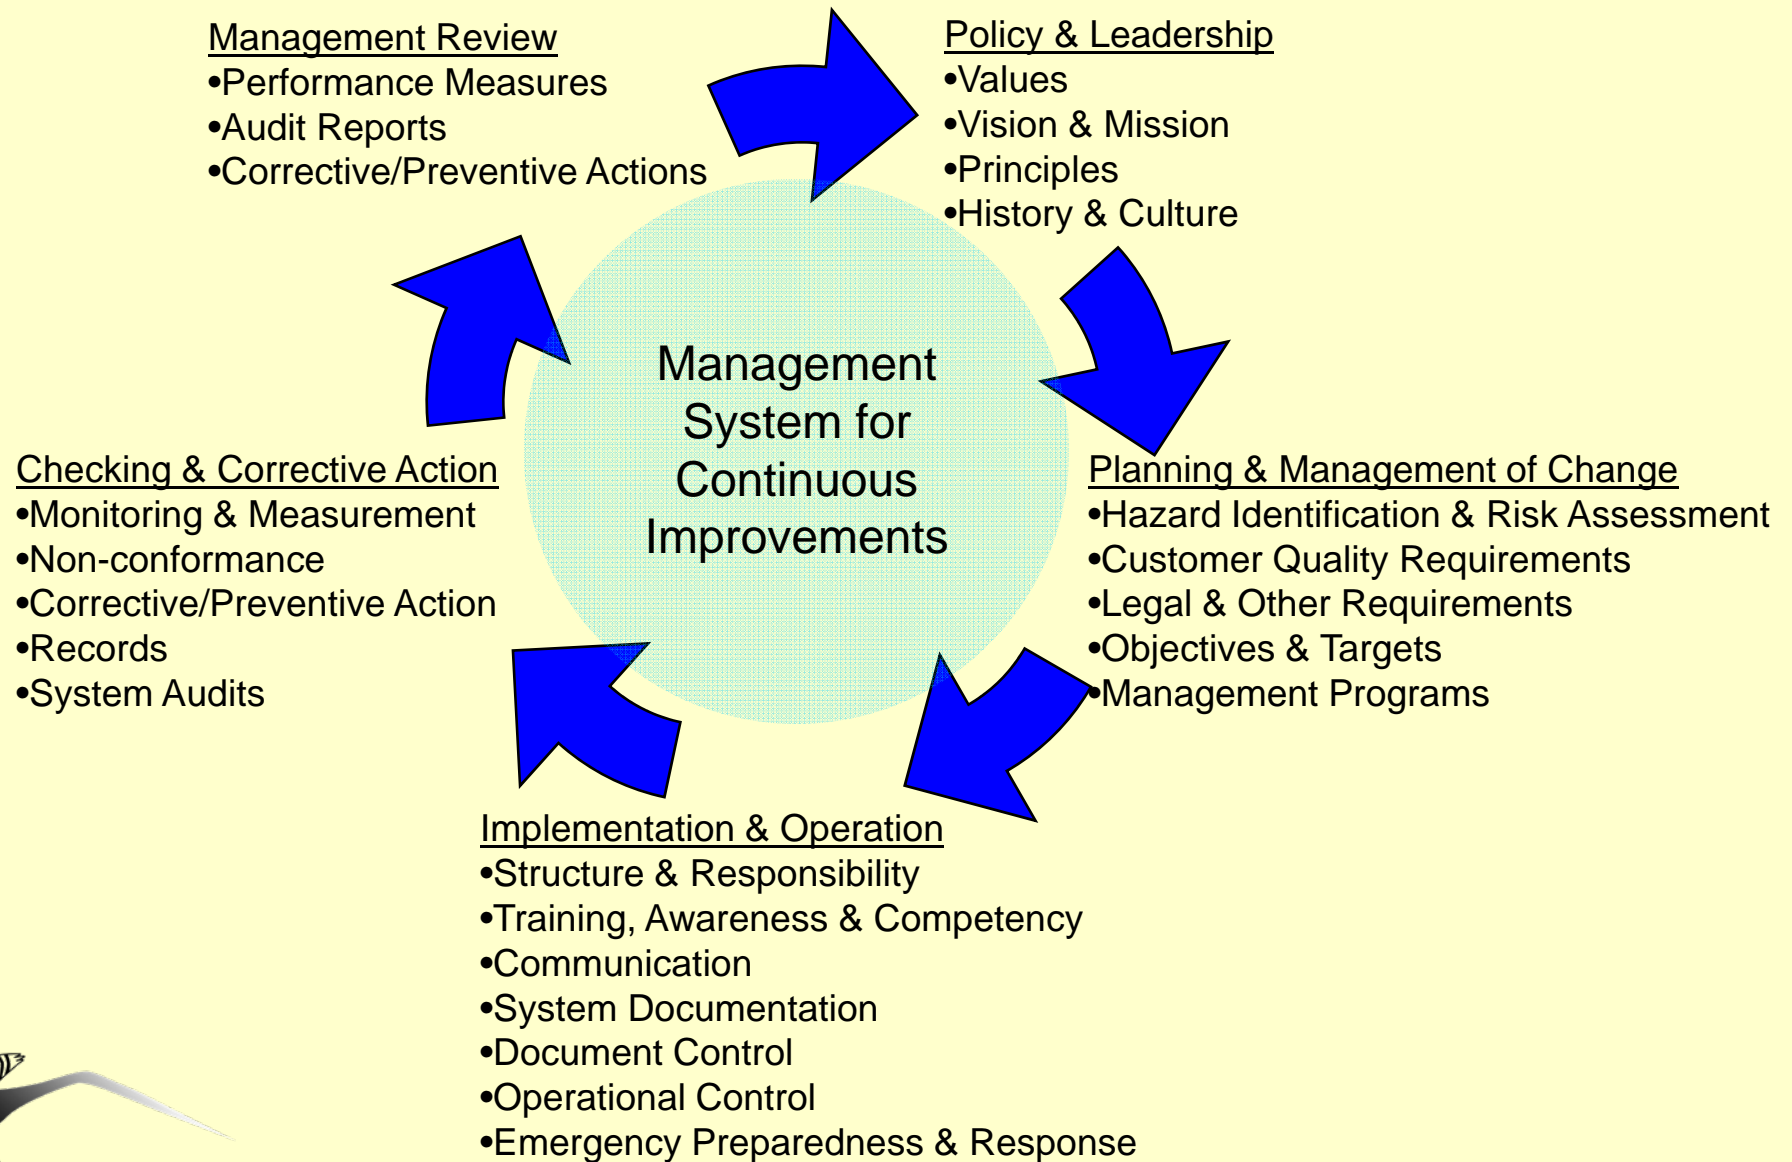 Management Review
•Performance Measures
•Audit Reports
•Corrective/Preventive Actions
Policy & Leadership
•Values
•Vision & Mission
•Principles
•History & Culture
Management
System for
Continuous
Improvements
Planning & Management of Change
•Hazard Identification & Risk Assessment
•Customer Quality Requirements
•Legal & Other Requirements
•Objectives & Targets
•Management Programs
Implementation & Operation
•Structure & Responsibility
•Training, Awareness & Competency
•Communication
•System Documentation
•Document Control
•Operational Control
•Emergency Preparedness & Response
Checking & Corrective Action
•Monitoring & Measurement
•Non-conformance
•Corrective/Preventive Action
•Records
•System Audits